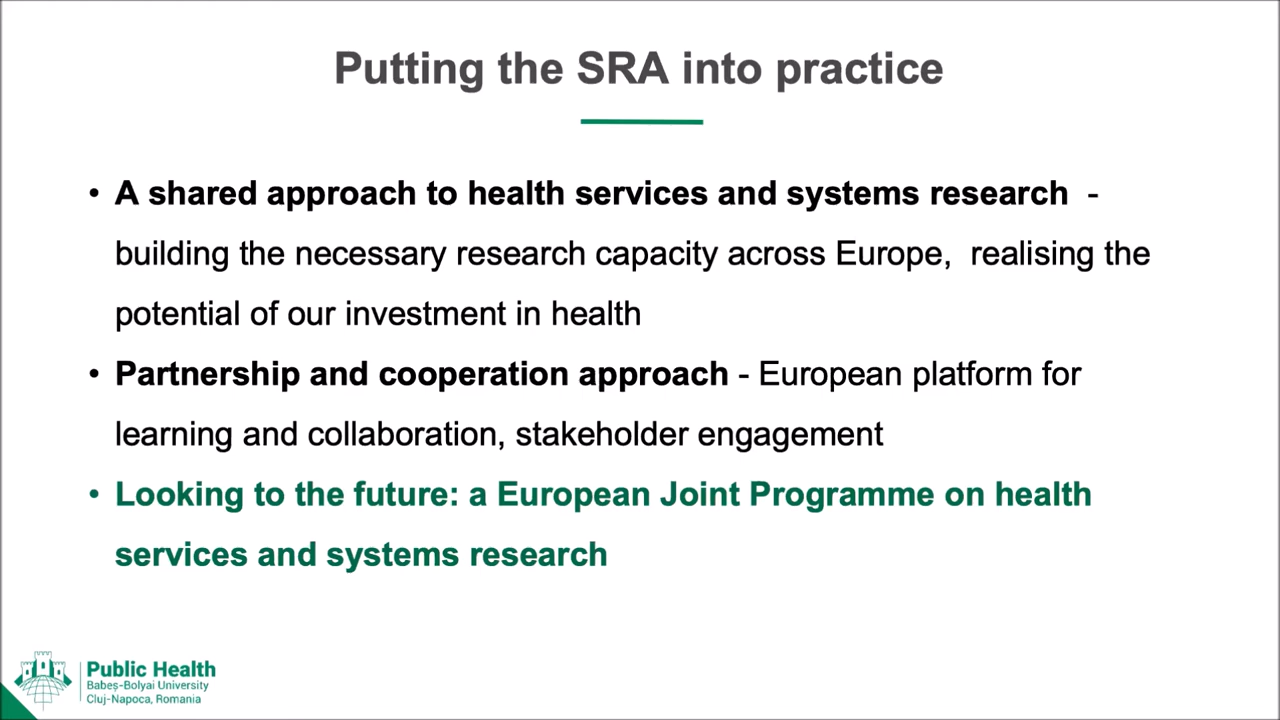 Putting the SRA into practice
• A shared approach to health services and systems research  -
building the necessary research capacity across Europe,  realising the
potential of our investment in health
• Partnership and cooperation approach - European platform for
learning and collaboration, stakeholder engagement
• Looking to the future: a European Joint Programme on health
services and systems research
Public Health
Babeș-Bolyai University
Cluj-Napoca, Romania